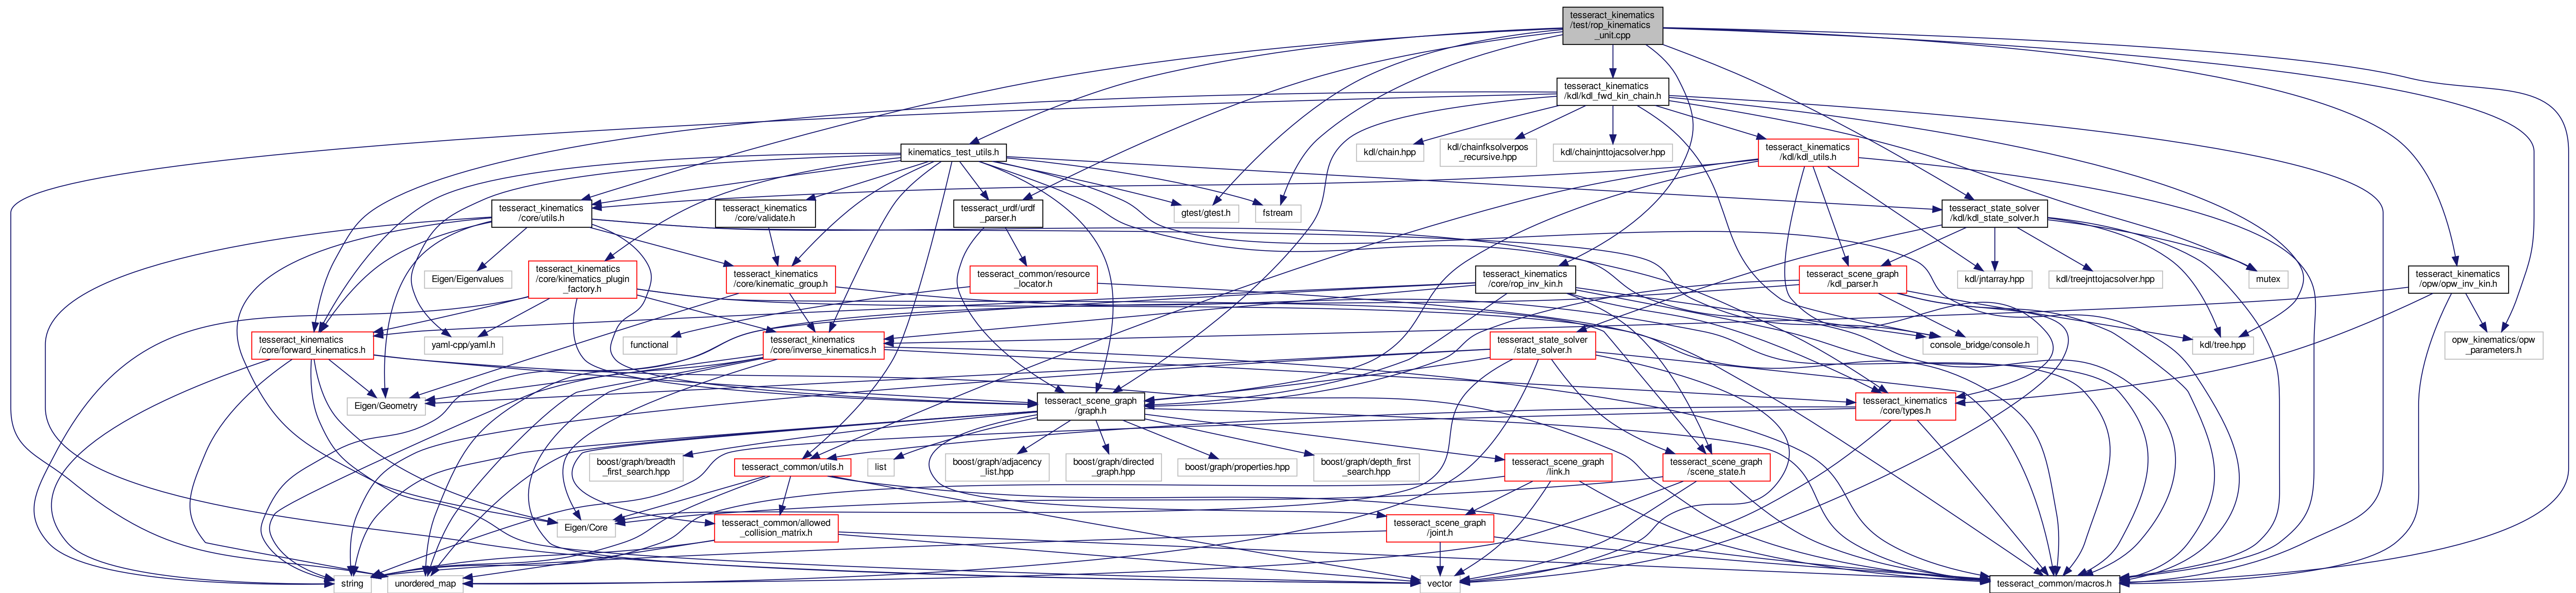 tesseract_kinematics
/test/rop_kinematics
_unit.cpp
tesseract_kinematics
/kdl/kdl_fwd_kin_chain.h
kinematics_test_utils.h
kdl/chain.hpp
kdl/chainfksolverpos
_recursive.hpp
kdl/chainjnttojacsolver.hpp
tesseract_kinematics
/kdl/kdl_utils.h
tesseract_kinematics
/core/utils.h
tesseract_kinematics
/core/validate.h
tesseract_urdf/urdf
_parser.h
gtest/gtest.h
fstream
tesseract_state_solver
/kdl/kdl_state_solver.h
Eigen/Eigenvalues
tesseract_kinematics
/core/kinematics_plugin
_factory.h
tesseract_kinematics
/core/kinematic_group.h
tesseract_common/resource
_locator.h
tesseract_kinematics
/core/rop_inv_kin.h
tesseract_scene_graph
/kdl_parser.h
kdl/jntarray.hpp
kdl/treejnttojacsolver.hpp
mutex
tesseract_kinematics
/opw/opw_inv_kin.h
tesseract_kinematics
/core/forward_kinematics.h
yaml-cpp/yaml.h
functional
tesseract_kinematics
/core/inverse_kinematics.h
tesseract_state_solver
/state_solver.h
console_bridge/console.h
kdl/tree.hpp
opw_kinematics/opw
_parameters.h
Eigen/Geometry
tesseract_scene_graph
/graph.h
tesseract_kinematics
/core/types.h
boost/graph/breadth
_first_search.hpp
tesseract_common/utils.h
list
boost/graph/adjacency
_list.hpp
boost/graph/directed
_graph.hpp
boost/graph/properties.hpp
boost/graph/depth_first
_search.hpp
tesseract_scene_graph
/link.h
tesseract_scene_graph
/scene_state.h
Eigen/Core
tesseract_common/allowed
_collision_matrix.h
tesseract_scene_graph
/joint.h
string
unordered_map
vector
tesseract_common/macros.h